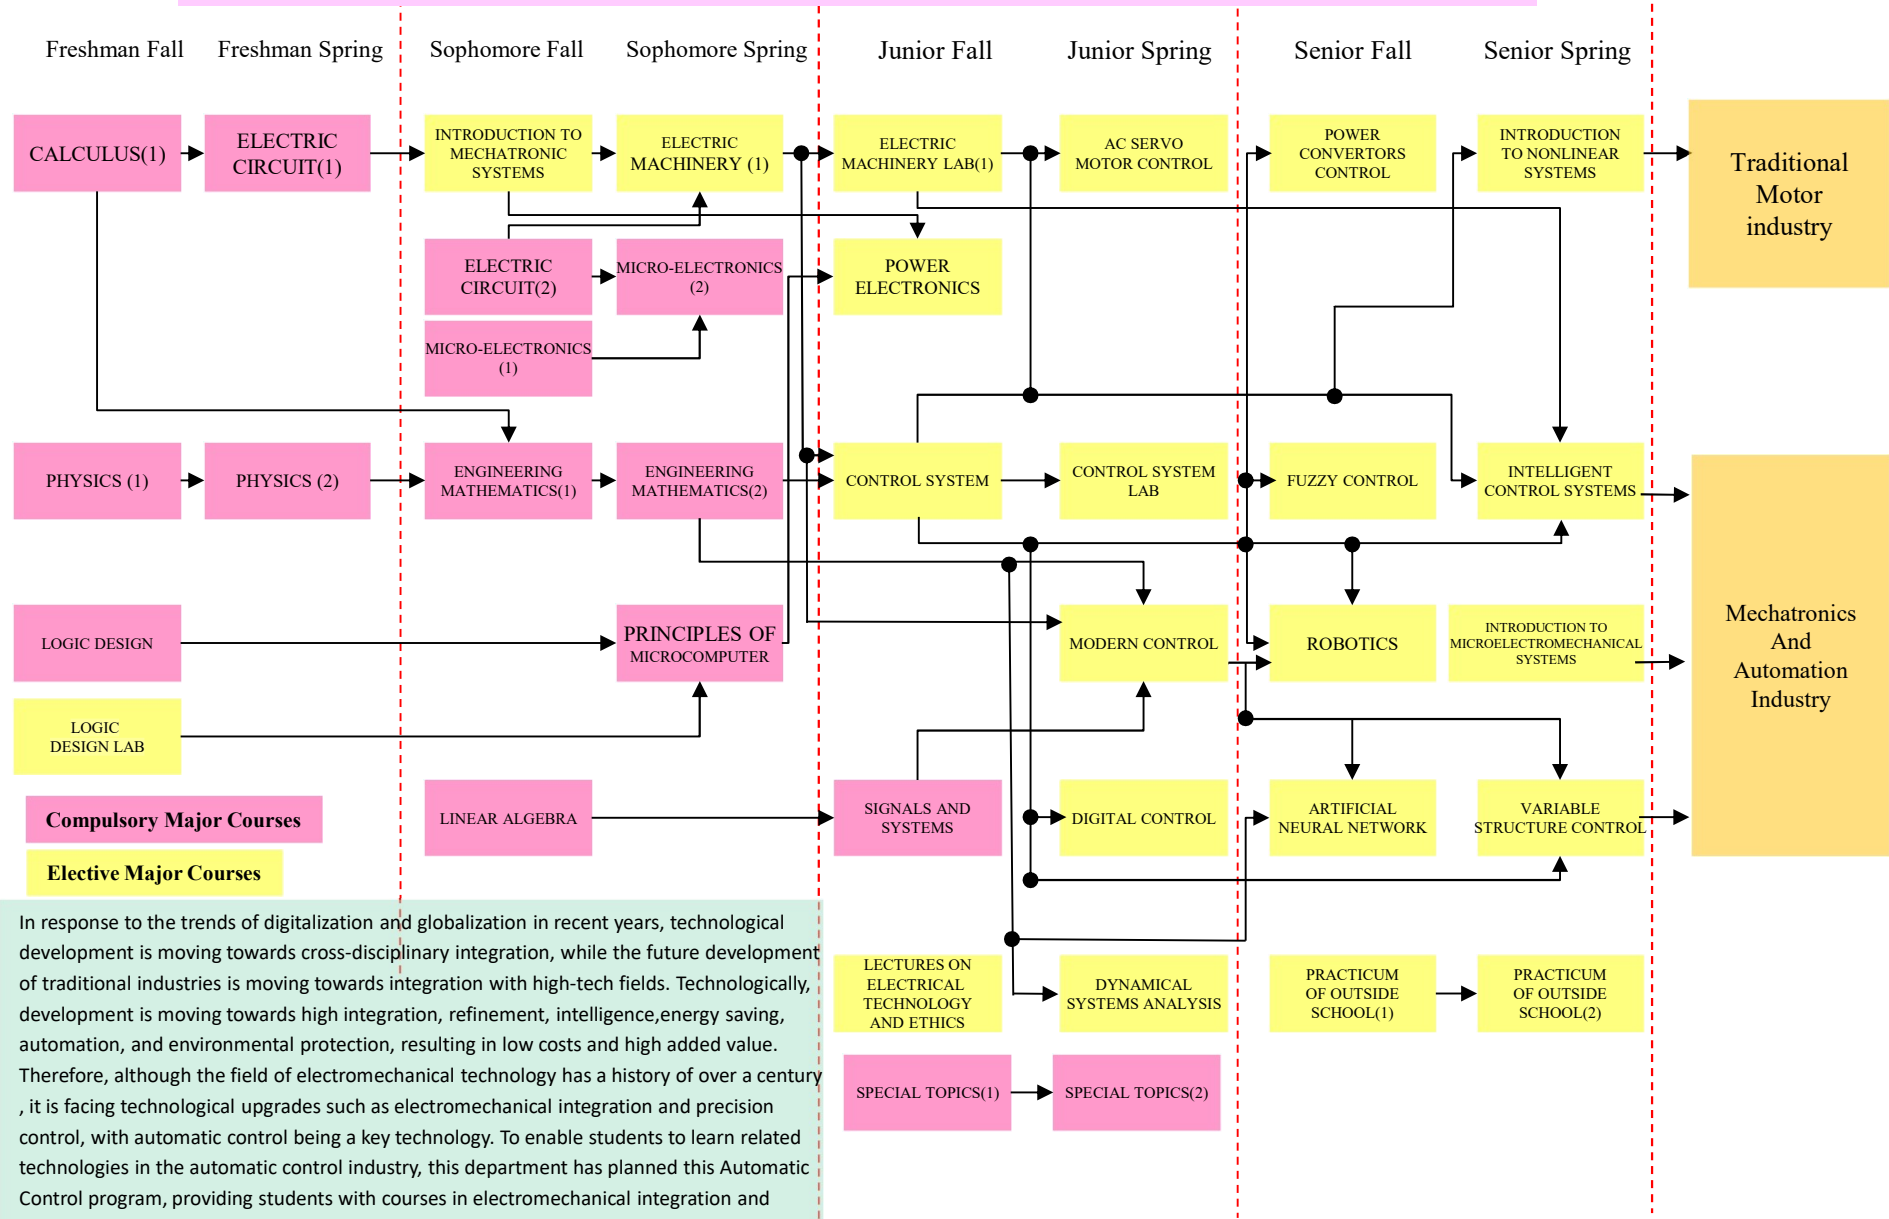 Freshman Fall
Freshman Spring
Sophomore Fall
Sophomore Spring
Junior Fall
Junior Spring
Senior Fall
Senior Spring
CALCULUS(1)
ELECTRIC
CIRCUIT(1)
INTRODUCTION TO
MECHATRONIC
SYSTEMS
ELECTRIC
MACHINERY (1)
ELECTRIC
MACHINERY LAB(1)
AC SERVO
MOTOR CONTROL
POWER
CONVERTORS
CONTROL
INTRODUCTION
TO NONLINEAR
SYSTEMS
Traditional
Motor
industry
ELECTRIC
CIRCUIT(2)
MICRO-ELECTRONICS
(2)
POWER
ELECTRONICS
MICRO-ELECTRONICS
(1)
PHYSICS (1)
PHYSICS (2)
ENGINEERING
MATHEMATICS(1)
ENGINEERING
MATHEMATICS(2)
CONTROL SYSTEM
CONTROL SYSTEM
LAB
FUZZY CONTROL
INTELLIGENT
CONTROL SYSTEMS
LOGIC DESIGN
PRINCIPLES OF
MICROCOMPUTER
MODERN CONTROL
ROBOTICS
INTRODUCTION TO
MICROELECTROMECHANICAL
SYSTEMS
Mechatronics
And
Automation
Industry
LOGIC
DESIGN LAB
LINEAR ALGEBRA
SIGNALS AND
SYSTEMS
DIGITAL CONTROL
ARTIFICIAL
NEURAL NETWORK
VARIABLE
STRUCTURE CONTROL
Compulsory Major Courses
Elective Major Courses
LECTURES ON
ELECTRICAL
TECHNOLOGY
AND ETHICS
DYNAMICAL
SYSTEMS ANALYSIS
PRACTICUM
OF OUTSIDE
SCHOOL(1)
PRACTICUM
OF OUTSIDE
SCHOOL(2)
SPECIAL TOPICS(1)
SPECIAL TOPICS(2)
In response to the trends of digitalization and globalization in recent years, technological
development is moving towards cross-disciplinary integration, while the future development
of traditional industries is moving towards integration with high-tech fields. Technologically,
development is moving towards high integration, refinement, intelligence,energy saving,
automation, and environmental protection, resulting in low costs and high added value.
Therefore, although the field of electromechanical technology has a history of over a century
, it is facing technological upgrades such as electromechanical integration and precision
control, with automatic control being a key technology. To enable students to learn related
technologies in the automatic control industry, this department has planned this Automatic
Control program, providing students with courses in electromechanical integration and